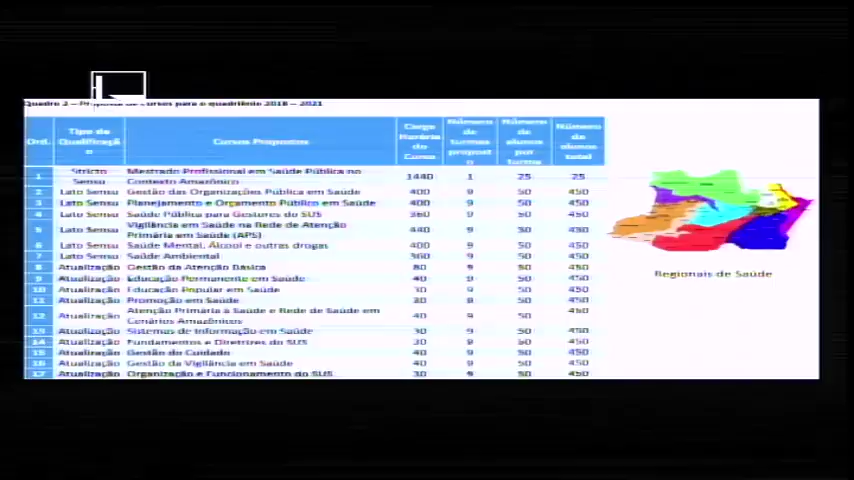 Quadro 2 – Proposta de Cursos para o quadriênio 2018 – 2021
Ord. Tipo de Qualificação Cursos Propostos Carga Horária do Curso Número de turmas proposto Número de alunos por turma Número de alunos total
1 Stricto Sensu Mestrado Profissional em Saúde Pública no Contexto Amazônico 1440 1 25 25
2 Lato Sensu Gestão das Organizações Pública em Saúde 400 9 50 450
3 Lato Sensu Planejamento e Orçamento Público em Saúde 400 9 50 450
4 Lato Sensu Saúde Pública para Gestores do SUS 360 9 50 450
5 Lato Sensu Vigilância em Saúde na Rede de Atenção Primária em Saúde (APS) 440 9 50 450
6 Lato Sensu Saúde Mental, Álcool e outras drogas 400 9 50 450
7 Lato Sensu Saúde Ambiental 360 9 50 450
8 Atualização Gestão da Atenção Básica 80 9 50 450
9 Atualização Educação Permanente em Saúde 40 9 50 450
10 Atualização Educação Popular em Saúde 30 9 50 450
11 Atualização Promoção em Saúde 9 50 450
12 Atualização Atenção Primária à Saúde e Rede de Saúde em Cenários Amazônicos 40 9 50 450
13 Atualização Sistemas de Informação em Saúde 30 9 50 450
14 Atualização Fundamentos e Diretrizes do SUS 30 9 50 450
15 Atualização Gestão do Cuidado 40 9 50 450
16 Atualização Gestão da Vigilância em Saúde 40 9 50 450
17 Atualização Organização e Funcionamento do SUS 30 9 50 450
Regionais de Saúde